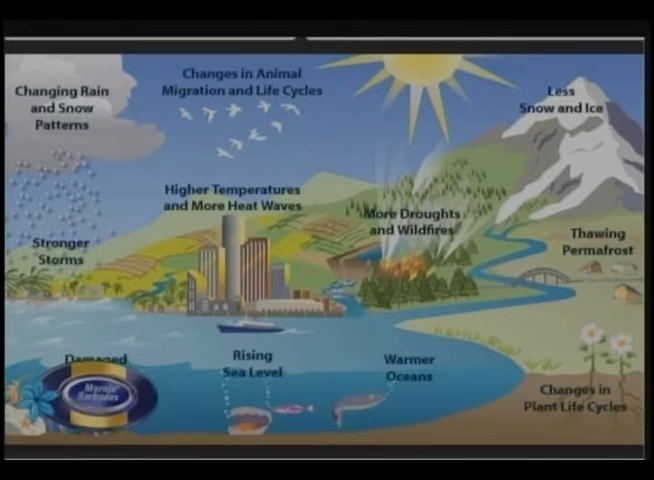 Changing Rain
and Snow
Patterns
Changes in Animal
Migration and Life Cycles
Less
Snow and Ice
Higher Temperatures
and More Heat Waves
More Droughts
and Wildfires
Stronger
Storms
Thawing
Permafrost
Damaged
Rising
Sea Level
Warmer
Oceans
Changes in
Plant Life Cycles
Mornin'
Barbados